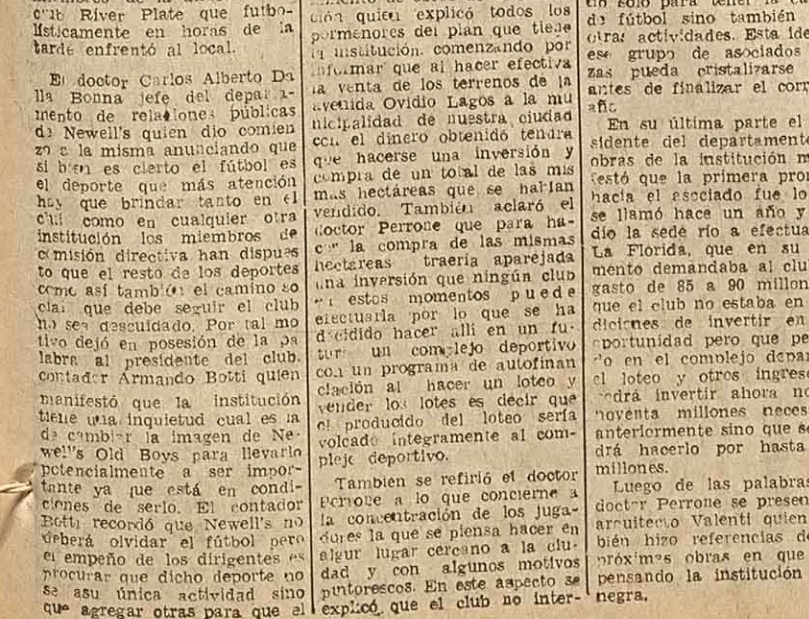 club River Plate que futbo-
lísticamente en horas de la
tarde enfrentó al local.
El doctor Carlos Alberto Da
lla Bonna jefe del departa-
mento de relaciones públicas
de Newell's quien dio comien
zo a la misma anunciando que
si bien es cierto el fútbol es
el deporte que más atención
hay que brindar tanto en el
club como en cualquier otra
institución los miembros de
comisión directiva han dispues
to que el resto de los deportes
como así también el camino so
cial que debe seguir el club
no sea descuidado. Por tal mo
tivo dejó en posesión de la pa
labra al presidente del club,
contador Armando Botti quien
manifestó que la institución
tiene una inquietud cual es la
de cambiar la imagen de Ne-
well's Old Boys para llevarlo
potencialmente a ser impor-
tante ya que está en condi-
ciones de serlo. El contador
Botti recordó que Newell's no
deberá olvidar el fútbol pero
el empeño de los dirigentes es
procurar que dicho deporte no
se asu única actividad sino
que agregar otras para que el
ción quien explicó todos los
pormenores del plan que tiene
la institución, comenzando por
informar que al hacer efectiva
la venta de los terrenos de la
avenida Ovidio Lagos a la mu
nicipalidad de nuestra ciudad
con el dinero obtenido tendrá
que hacerse una inversión y
compra de un total de las mis
mas hectáreas que se habían
vendido. También aclaró el
doctor Perrone que para ha-
cer la compra de las mismas
hectáreas traería aparejada
una inversión que ningún club
en estos momentos puede
efectuarla por lo que se ha
decidido hacer allí en un fu-
turo un complejo deportivo
con un programa de autofinan
ciación al hacer un loteo y
vender los lotes es decir que
el producido del loteo sería
volcado íntegramente al com-
plejo deportivo.
Tambien se refirió el doctor
Perrone a lo que concierne a
la concentración de los juga-
dores la que se piensa hacer en
algún lugar cercano a la ciu-
dad y con algunos motivos
pintorescos. En este aspecto se
explicó que el club no inter-
no solo para tener la
de fútbol sino también
otras actividades. Esta
ese grupo de asociados
zas pueda cristalizarse
antes de finalizar el corr
año
En su última parte el
sidente del departamento
obras de la institución m
festó que la primera pro
hacia el asociado fue lo
se llamó hace un año y
dio la sede río a efectua
La Florida, que en su
mento demandaba al clu
gasto de 85 a 90 millon
que el club no estaba en
diciones de invertir en
oportunidad pero que pe
do en el complejo depar
el loteo y otros ingres
podrá invertir ahora no
noventa millones neces
anteriormente sino que se
drá hacerlo por hasta
millones.
Luego de las palabras
doctor Perrone se presen
arquitecto Valenti quien
bién hizo referencias de
próximas obras en que
pensando la institución
negra.